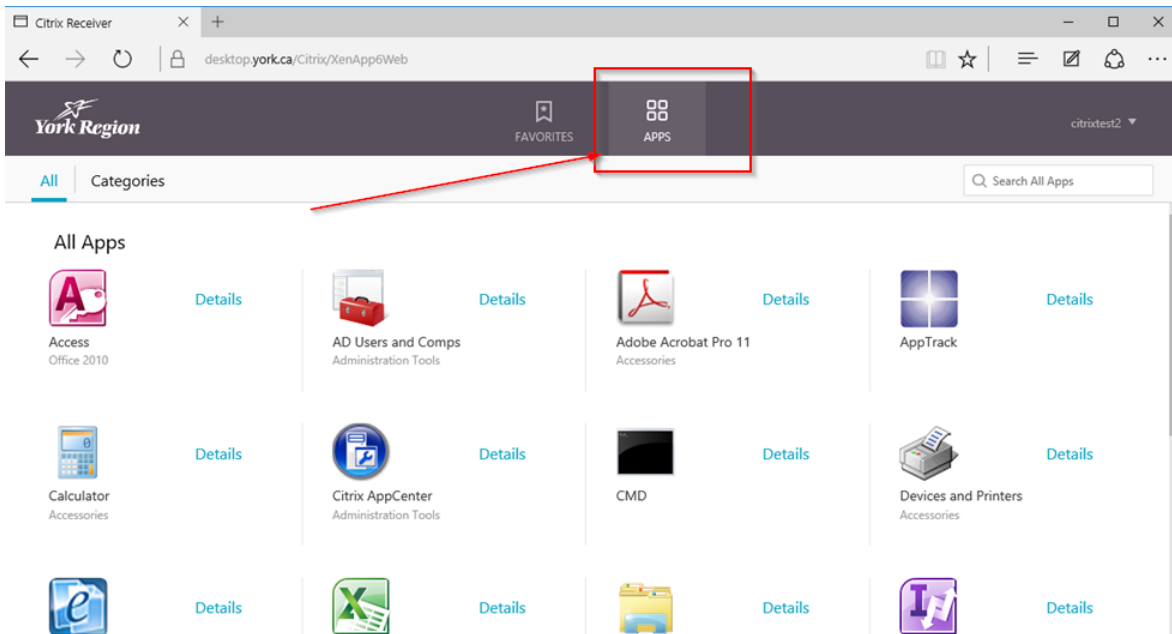 Citrix Receiver
desktop.york.ca/Citrix/XenApp6Web
York Region
FAVORITES
APPS
citrixtest2
All
Categories
Search All Apps
All Apps
Details
Details
Details
Details
Access
Office 2010
AD Users and Comps
Administration Tools
Adobe Acrobat Pro 11
Accessories
AppTrack
Details
Details
Details
Details
Calculator
Accessories
Citrix AppCenter
Administration Tools
CMD
Devices and Printers
Accessories
Details
Details
Details
Details